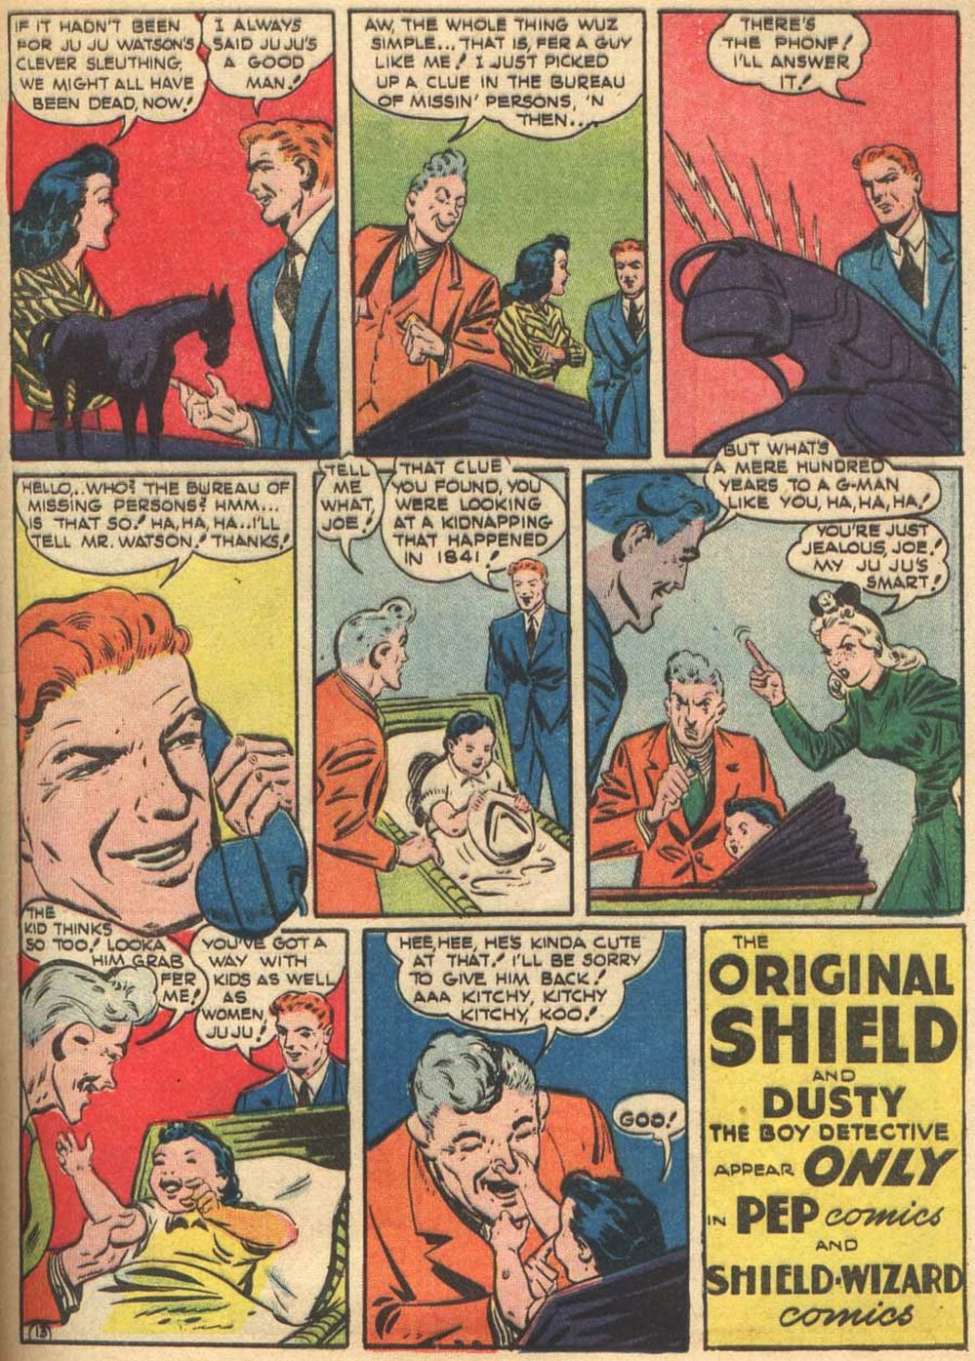 IF IT HADN'T BEEN
FOR JU JU WATSON'S
CLEVER SLEUTHING,
WE MIGHT ALL HAVE
BEEN DEAD, NOW!
I ALWAYS
SAID JU JU'S
A GOOD
MAN!
AW, THE WHOLE THING WUZ
SIMPLE... THAT IS, FER A GUY
LIKE ME! I JUST PICKED
UP A CLUE IN THE BUREAU
OF MISSIN' PERSONS, 'N
THEN...
THERE'S
THE PHONE!
I'LL ANSWER
IT!
HELLO,..WHO? THE BUREAU OF
MISSING PERSONS? HMM...
IS THAT SO! HA, HA, HA..I'LL
TELL MR. WATSON! THANKS!
TELL
ME
WHAT,
JOE!
THAT CLUE
YOU FOUND, YOU
WERE LOOKING
AT A KIDNAPPING
THAT HAPPENED
IN 1841!
BUT WHAT'S
A MERE HUNDRED
YEARS TO A G-MAN
LIKE YOU, HA, HA, HA!
YOU'RE JUST
JEALOUS, JOE!
MY JU JU'S
SMART!
THE
KID THINKS
SO TOO! LOOKA
HIM GRAB
FER
ME!
YOU'VE GOT A
WAY WITH
KIDS AS WELL
AS
WOMEN,
JUJU!
HEE, HEE, HE'S KINDA CUTE
AT THAT! I'LL BE SORRY
TO GIVE HIM BACK!
AAA KITCHY, KITCHY
KITCHY, KOO!
GOO!
THE
ORIGINAL
SHIELD
AND
DUSTY
THE BOY DETECTIVE
APPEAR ONLY
IN PEP comics
AND
SHIELD-WIZARD
comics
13